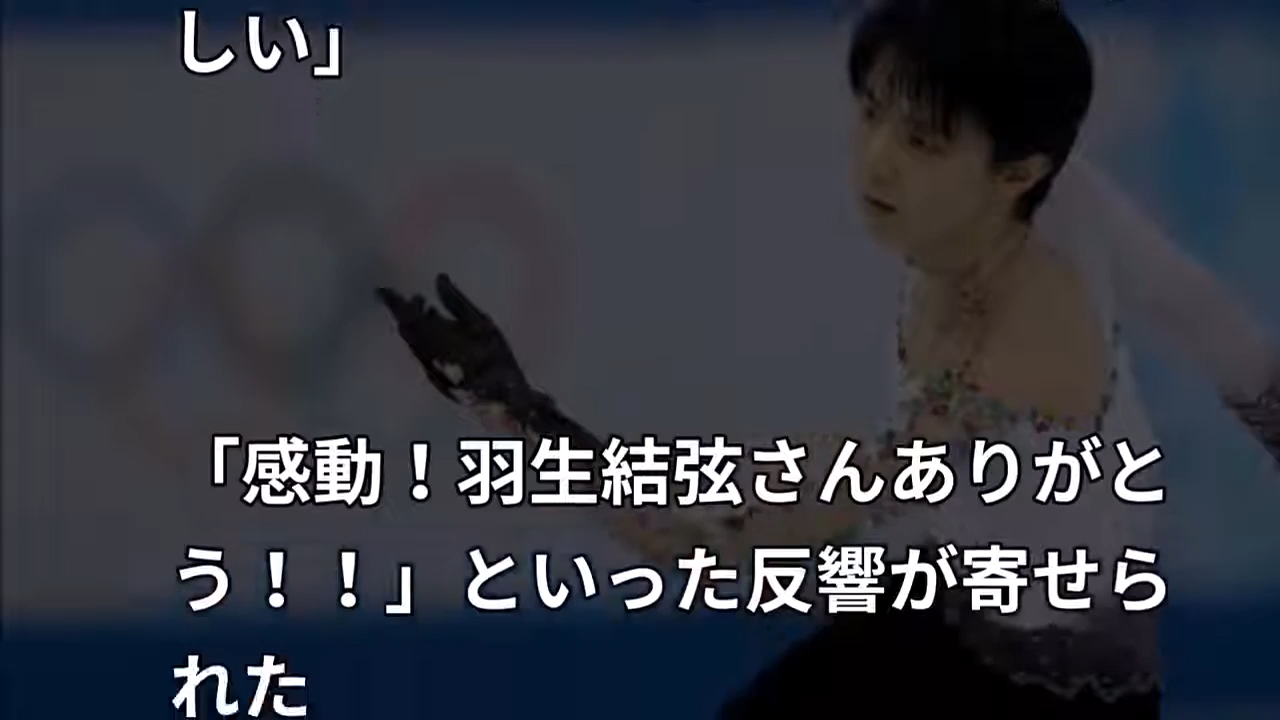 しい」
「感動！羽生結弦さんありがと
う！！」といった反響が寄せら
れた